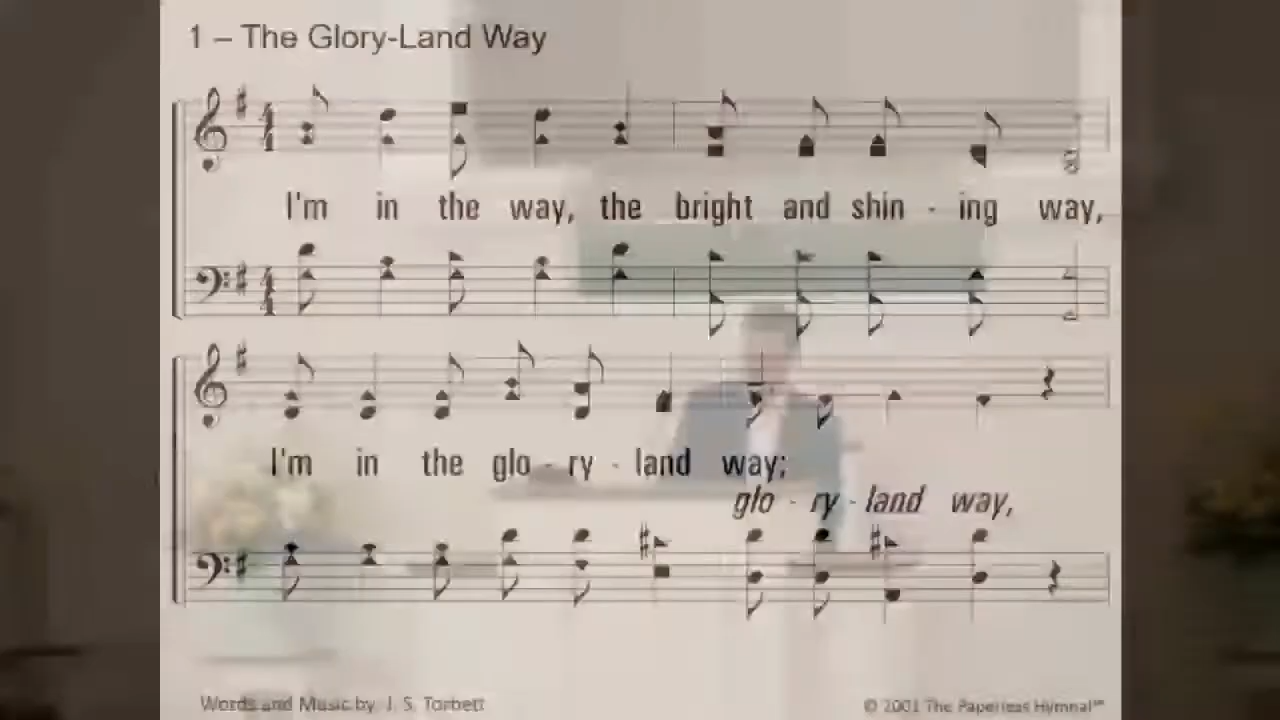 1 – The Glory-Land Way
I'm in the way, the bright and shin - ing way,
I'm in the glo - ry - land way;
glo - ry - land way,
Words and Music by: J. S. Torbett
© 2001 The Paperless Hymnal℠